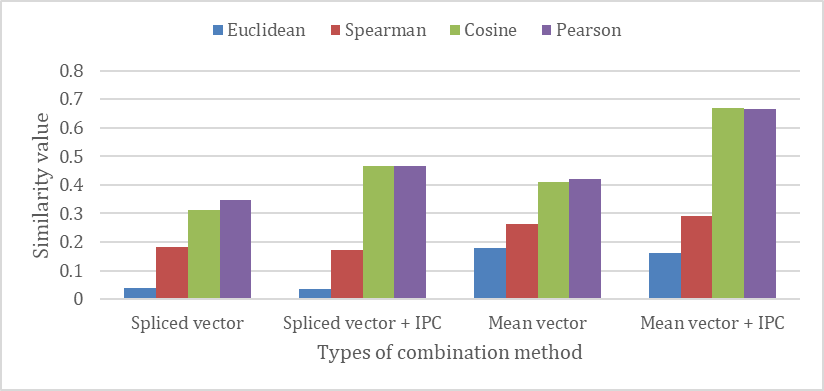 Euclidean Spearman Cosine Pearson
0.8
0.7
0.6
0.5
0.4
0.3
0.2
0.1
0
Similarity value
Spliced vector Spliced vector + IPC Mean vector Mean vector + IPC
Types of combination method